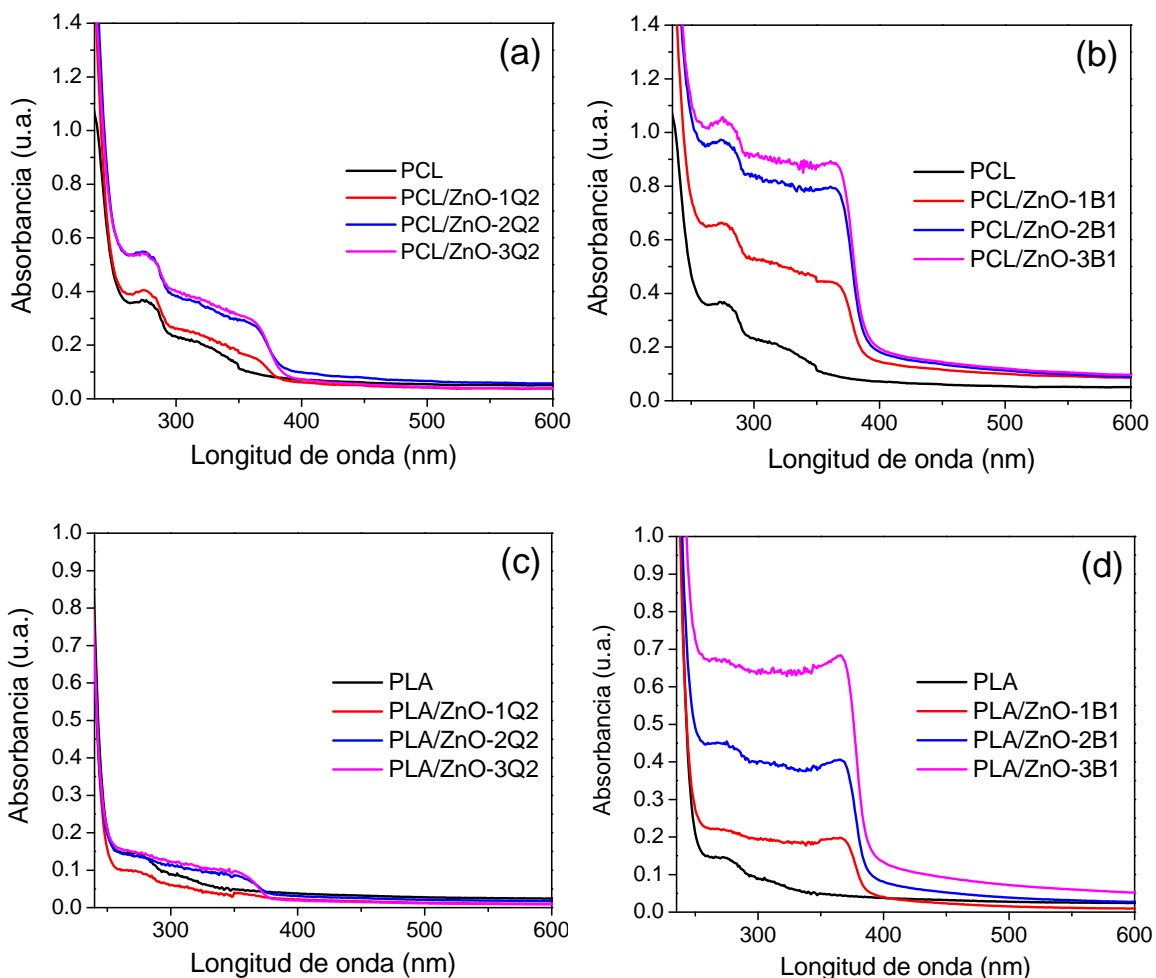 (a)
1.4
1.2
1.0
0.8
0.6
0.4
0.2
0.0
Absorbancia (u.a.)
PCL
PCL/ZnO-1Q2
PCL/ZnO-2Q2
PCL/ZnO-3Q2
300
400
500
600
Longitud de onda (nm)
(b)
1.4
1.2
1.0
0.8
0.6
0.4
0.2
0.0
Absorbancia (u.a.)
PCL
PCL/ZnO-1B1
PCL/ZnO-2B1
PCL/ZnO-3B1
300
400
500
600
Longitud de onda (nm)
(c)
1.0
0.9
0.8
0.7
0.6
0.5
0.4
0.3
0.2
0.1
0.0
Absorbancia (u.a.)
PLA
PLA/ZnO-1Q2
PLA/ZnO-2Q2
PLA/ZnO-3Q2
300
400
500
600
Longitud de onda (nm)
(d)
1.0
0.9
0.8
0.7
0.6
0.5
0.4
0.3
0.2
0.1
0.0
Absorbancia (u.a.)
PLA
PLA/ZnO-1B1
PLA/ZnO-2B1
PLA/ZnO-3B1
300
400
500
600
Longitud de onda (nm)